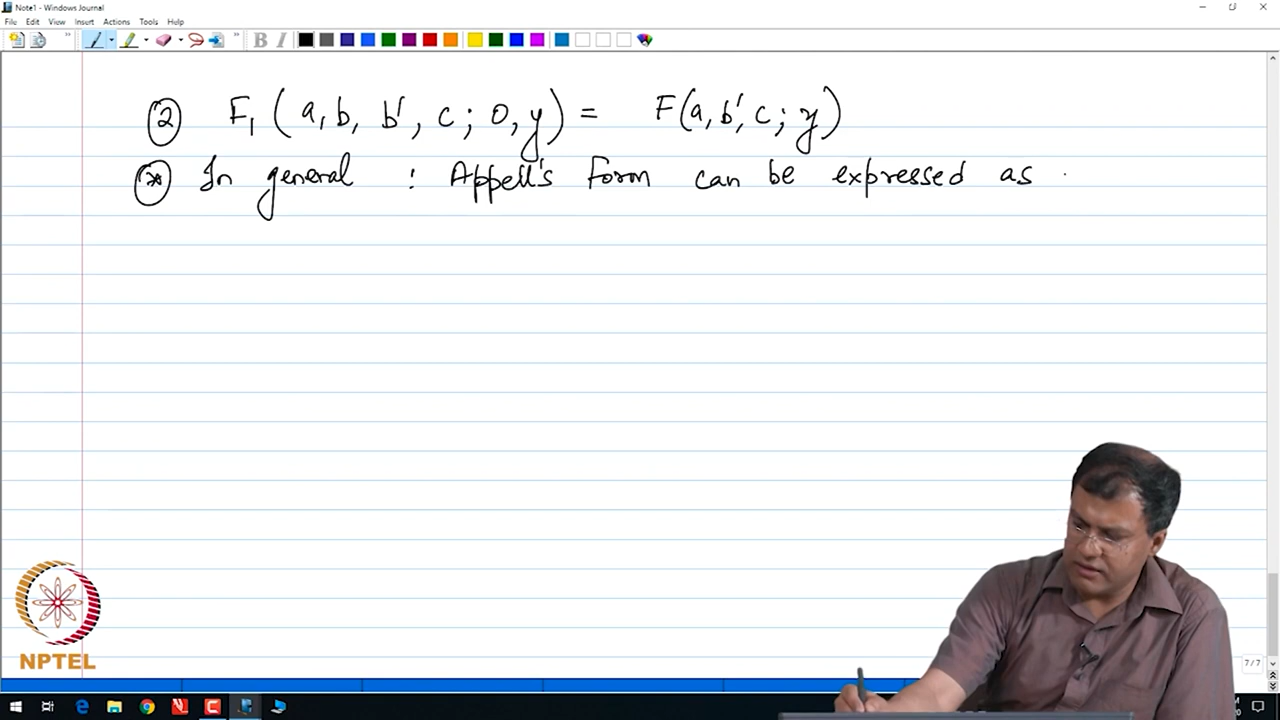 Note1 - Windows Journal
File Edit View Insert Actions Tools Help
B I
② F₁ ( a, b, b', c ; 0, y ) = F(a, b', c ; y)
⊛ In general : Appell's Form can be expressed as
NPTEL
7 / 7